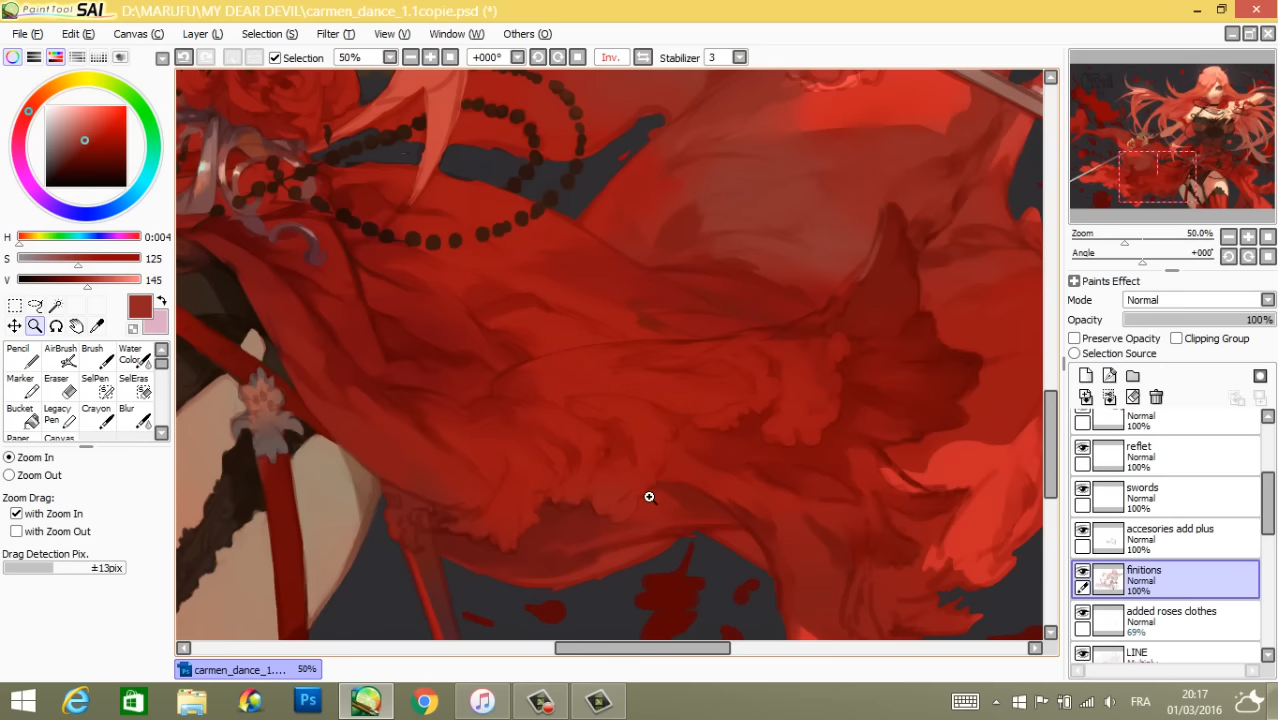 PaintTool SAI D:\MARUFU\MY DEAR DEVIL\carmen_dance_1.1copie.psd (*)
File (F) Edit (E) Canvas (C) Layer (L) Selection (S) Filter (T) View (V) Window (W) Others (O)
Selection 50% +000° Inv. Stabilizer 3
H 0:004
S 125
V 145
Pencil AirBrush Brush Water Color
Marker Eraser SelPen SelEras
Bucket Legacy Pen Crayon Blur
Paper Canvas
Zoom In
Zoom Out
Zoom Drag:
with Zoom In
with Zoom Out
Drag Detection Pix.
±13pix
Zoom 50.0%
Angle +000°
Paints Effect
Mode Normal
Opacity 100%
Preserve Opacity Clipping Group
Selection Source
Normal
100%
reflet
Normal
100%
swords
Normal
100%
accesories add plus
Normal
100%
finitions
Normal
100%
added roses clothes
Normal
69%
LINE
carmen_dance_1.... 50%
Ps
FRA
20:17
01/03/2016